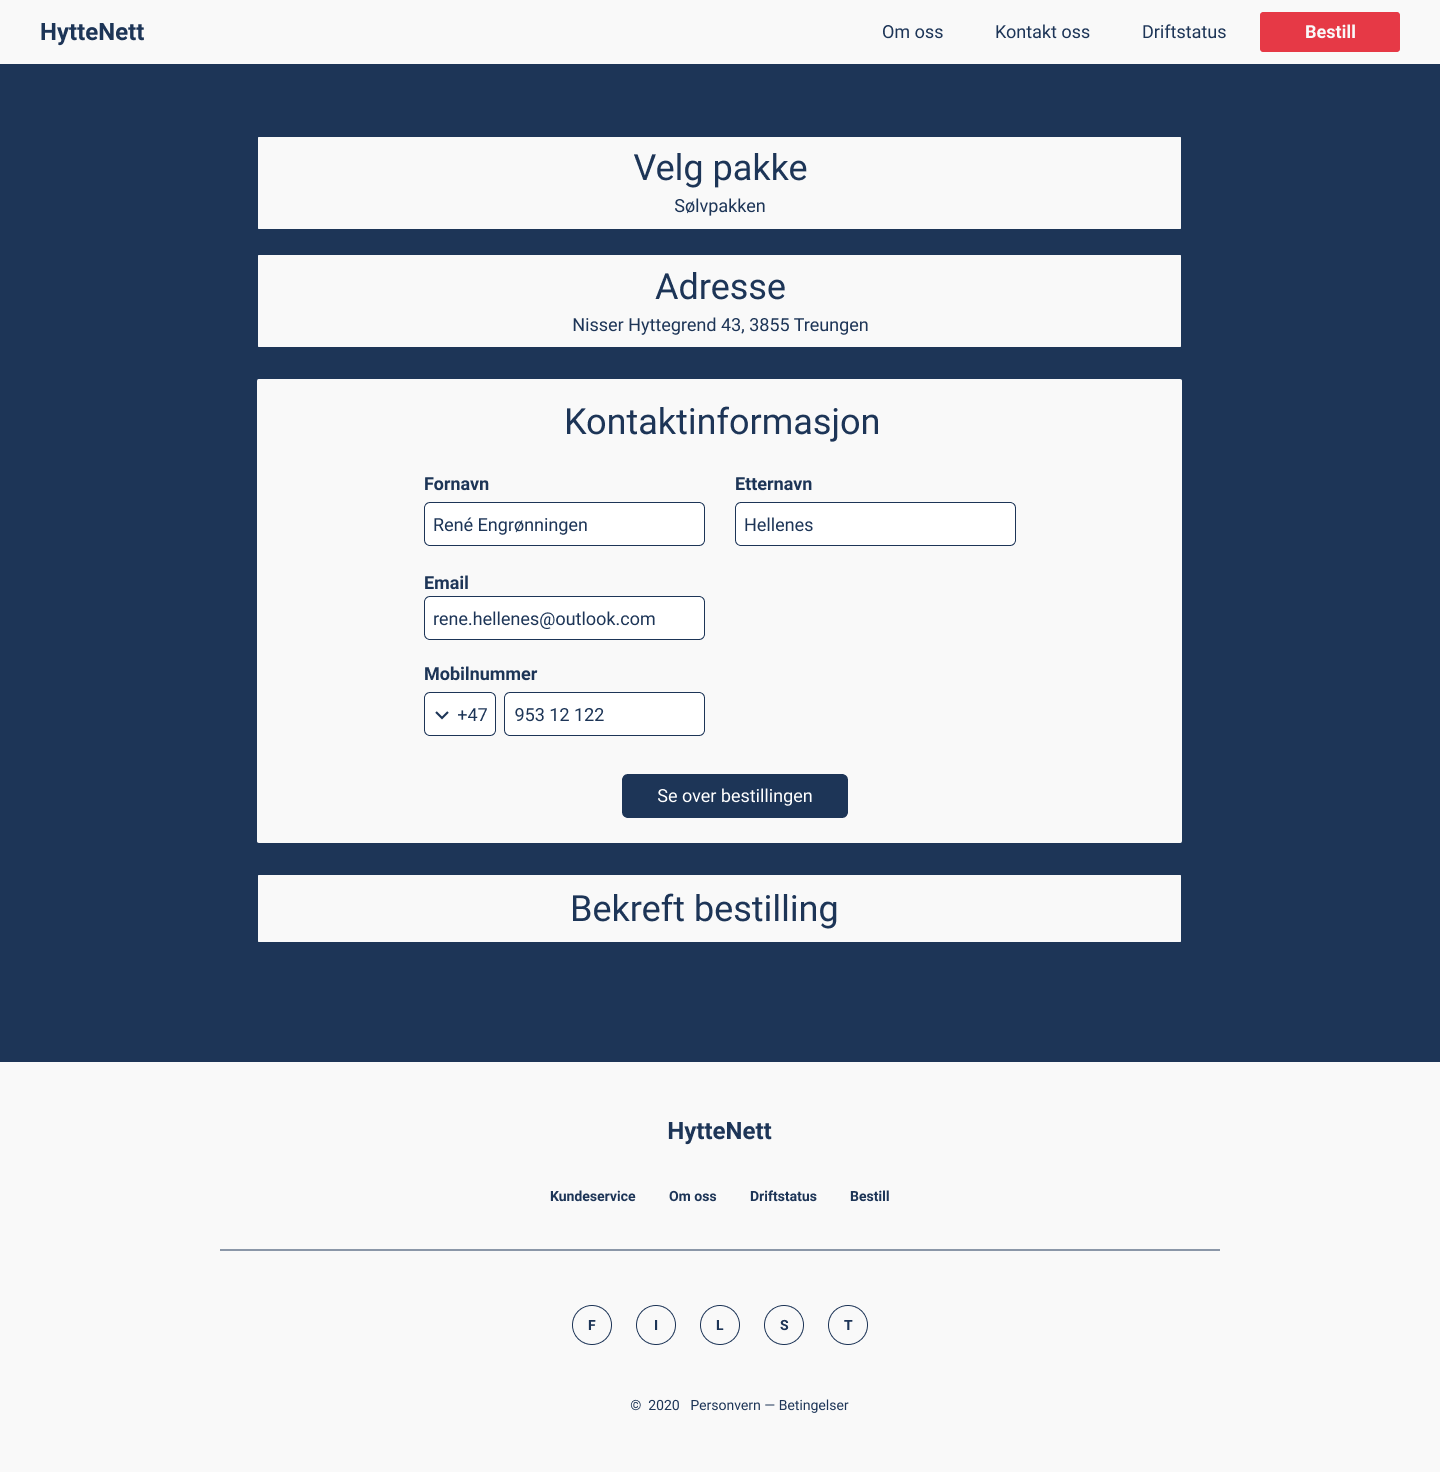 HytteNett
Om oss Kontakt oss Driftstatus Bestill
Velg pakke
Sølvpakken
Adresse
Nisser Hyttegrend 43, 3855 Treungen
Kontaktinformasjon
Fornavn Etternavn
René Engrønningen Hellenes
Email
rene.hellenes@outlook.com
Mobilnummer
+47 953 12 122
Se over bestillingen
Bekreft bestilling
HytteNett
Kundeservice Om oss Driftstatus Bestill
F I L S T
© 2020 Personvern — Betingelser